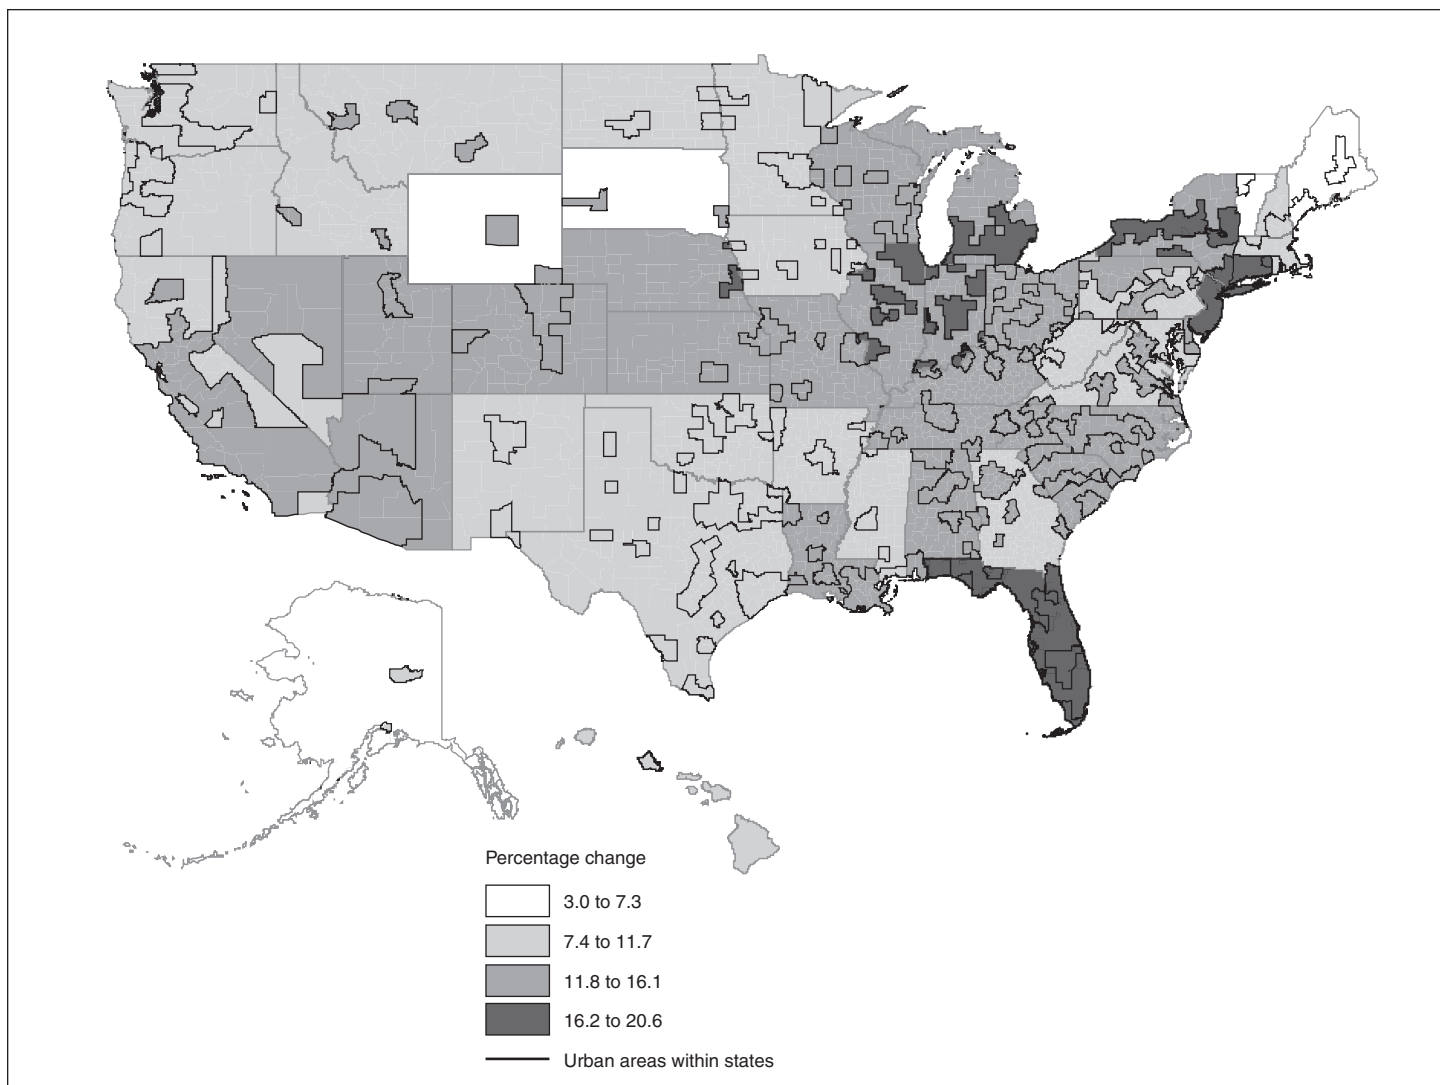 Percentage change
3.0 to 7.3
7.4 to 11.7
11.8 to 16.1
16.2 to 20.6
Urban areas within states